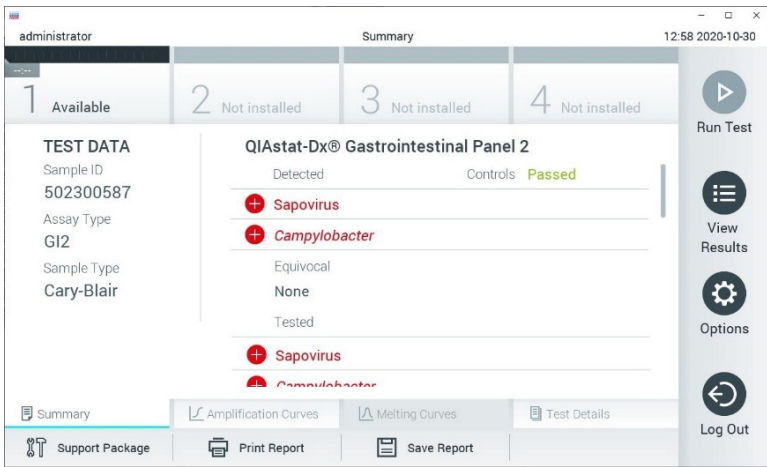 administrator
Summary
12:58 2020-10-30
--:--
1 Available
2 Not installed
3 Not installed
4 Not installed
Run Test
TEST DATA
Sample ID
502300587
Assay Type
GI2
Sample Type
Cary-Blair
QIAstat-Dx® Gastrointestinal Panel 2
Detected
Controls Passed
Sapovirus
Campylobacter
Equivocal
None
Tested
Sapovirus
Campylobacter
View
Results
Options
Log Out
Summary
Amplification Curves
Melting Curves
Test Details
Support Package
Print Report
Save Report